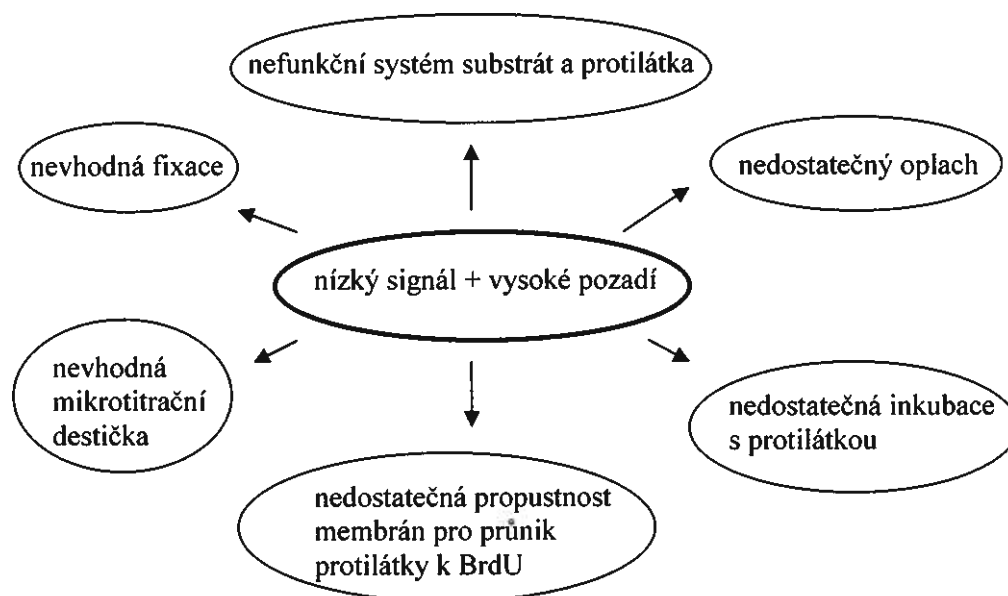 nefunkční systém substrát a protilátka
nevhodná fixace
nedostatečný oplach
nízký signál + vysoké pozadí
nevhodná
mikrotitrační
destička
nedostatečná inkubace
s protilátkou
nedostatečná propustnost
membrán pro průnik
protilátky k BrdU